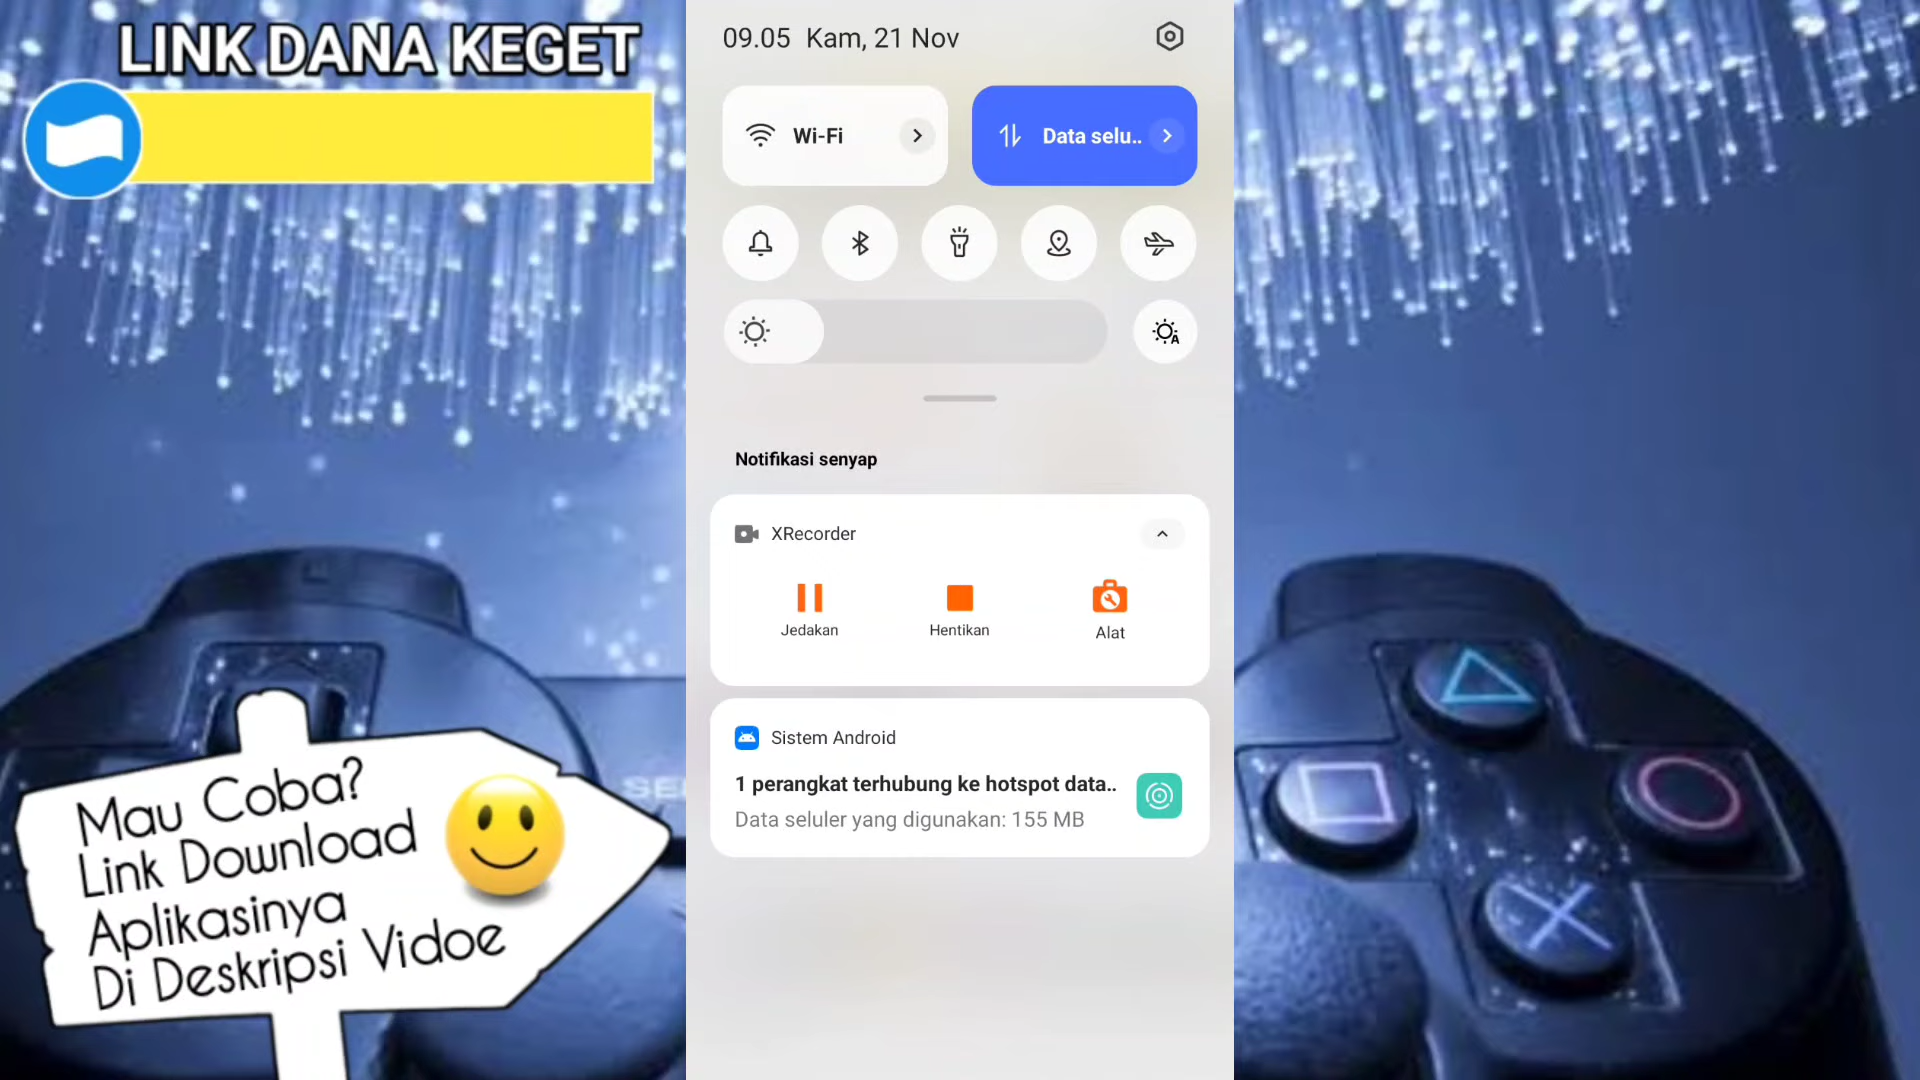 LINK DANA KEGET
09.05 Kam, 21 Nov
Wi-Fi
Data selu..
Notifikasi senyap
XRecorder
Jedakan
Hentikan
Alat
Sistem Android
1 perangkat terhubung ke hotspot data..
Data seluler yang digunakan: 155 MB
Mau Coba?
Link Download
Aplikasinya
Di Deskripsi Vidoe